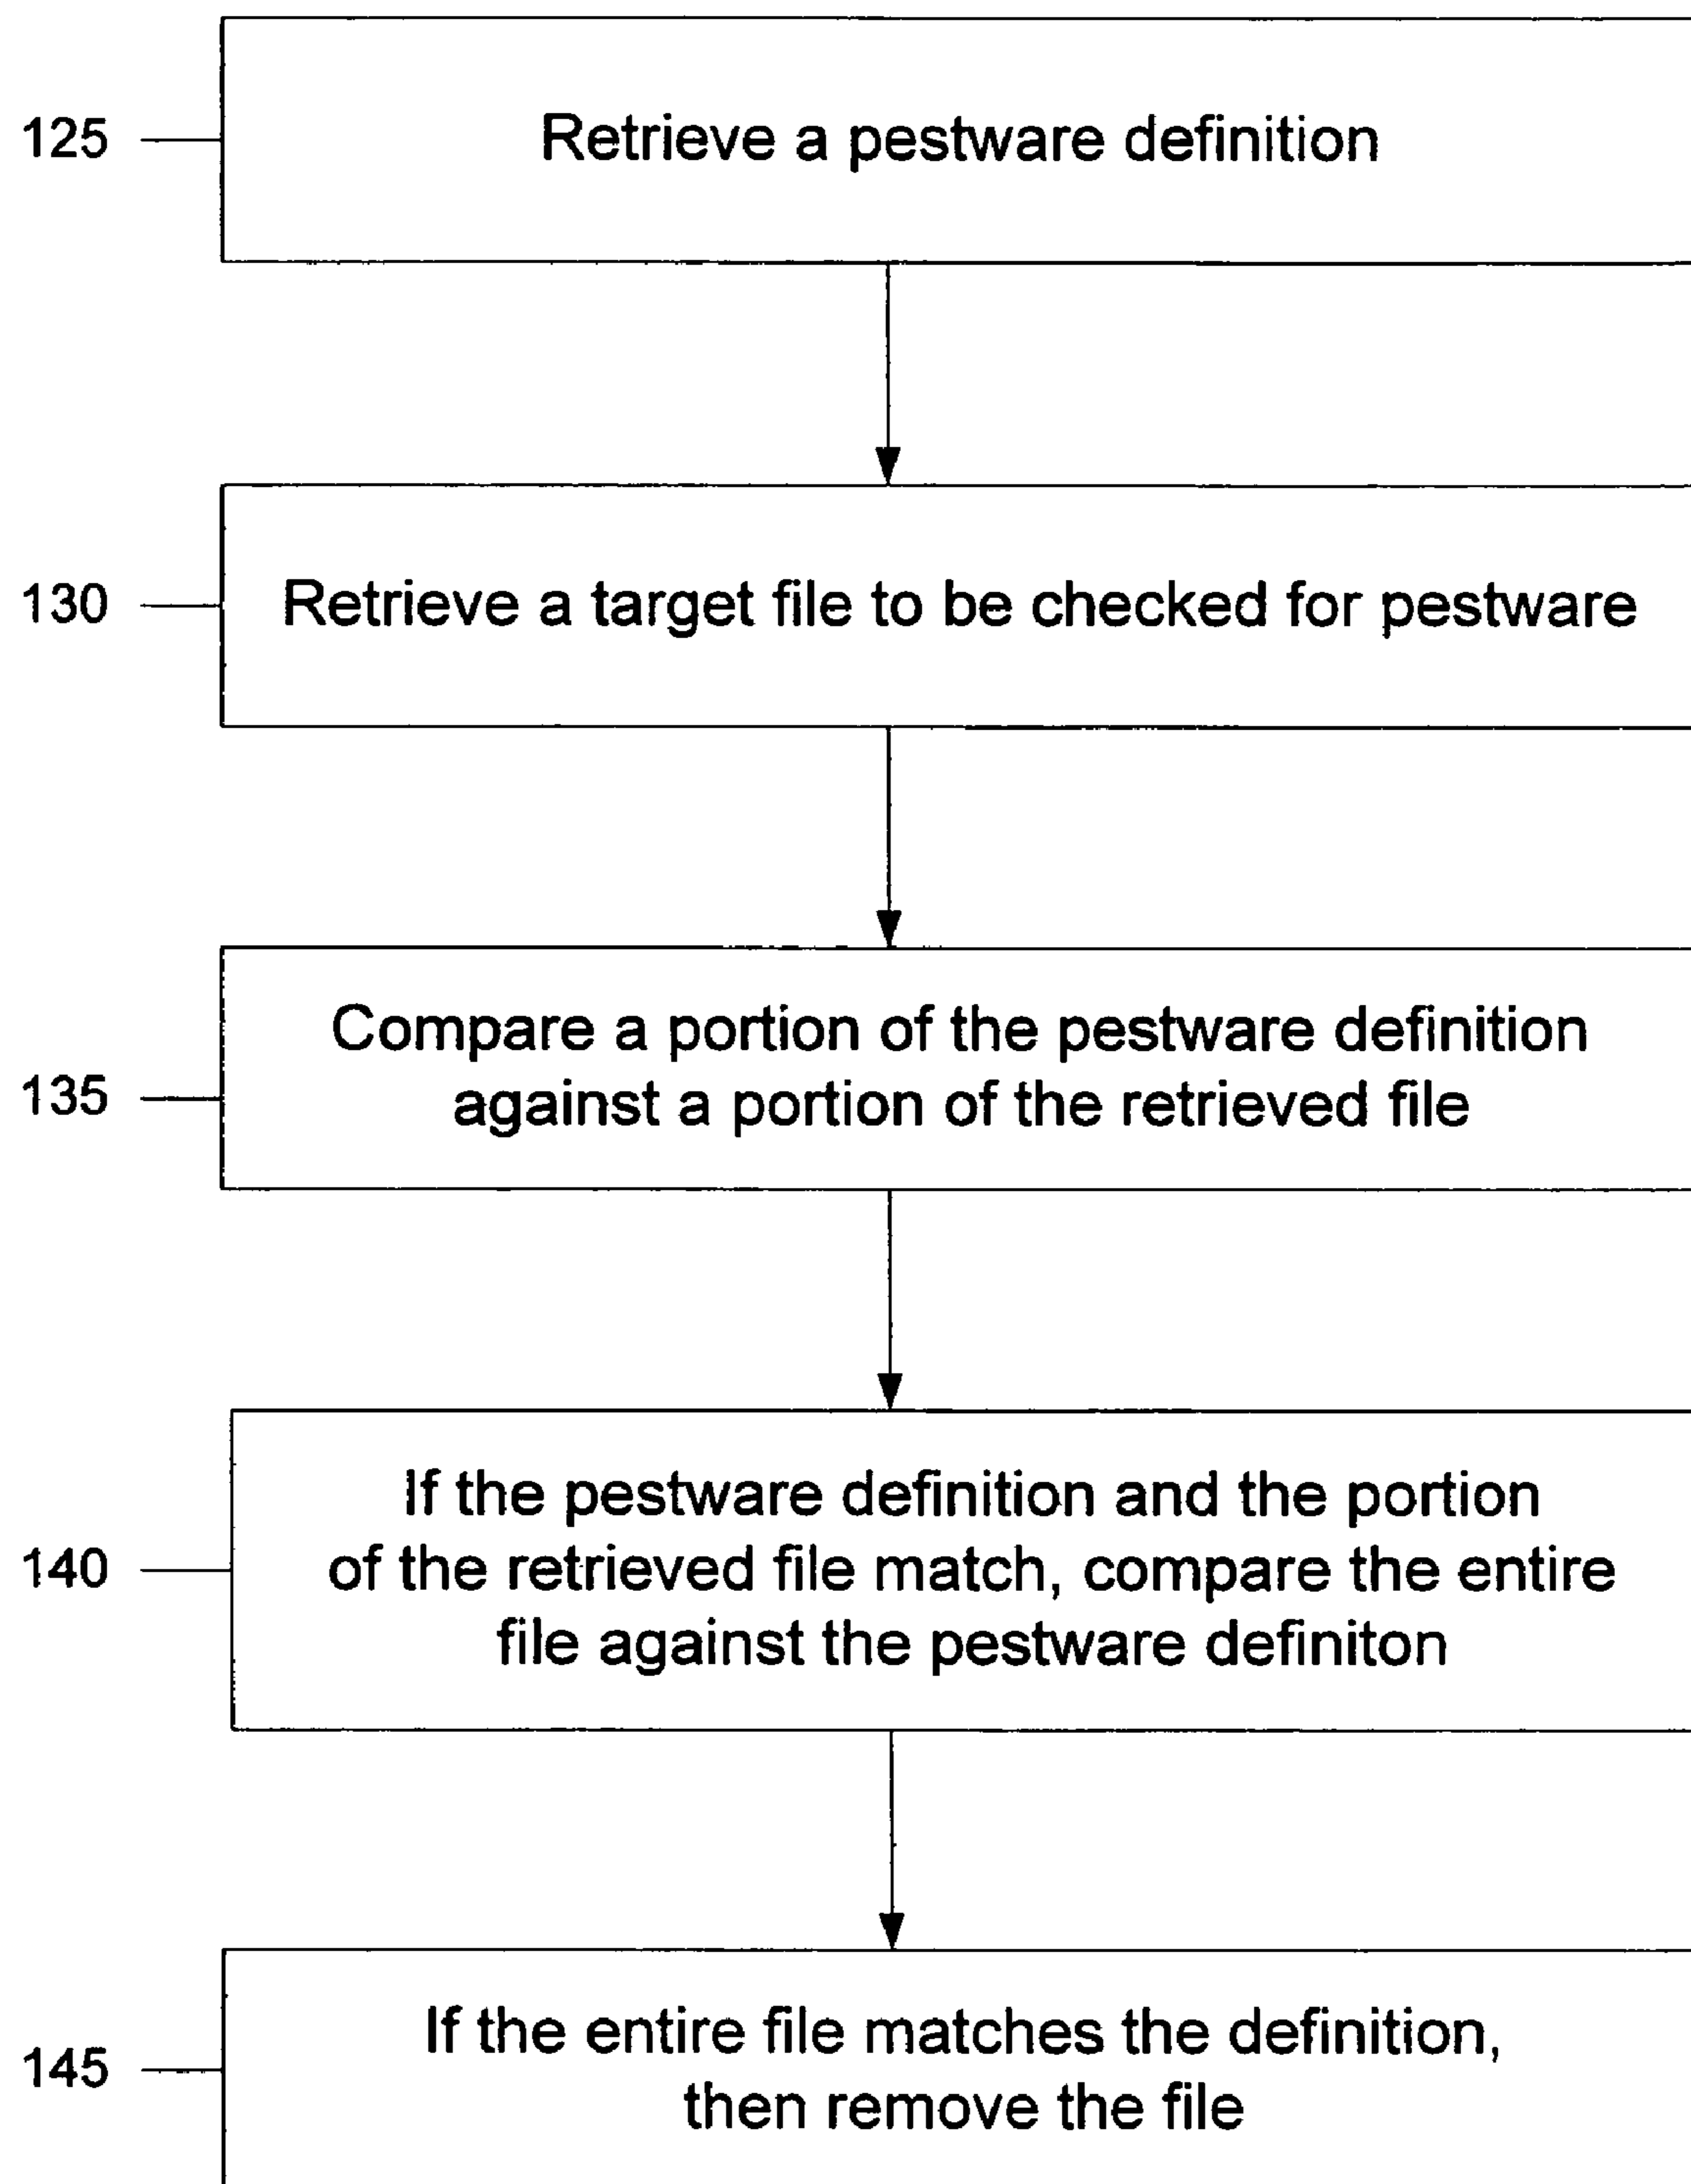 125
Retrieve a pestware definition
130
Retrieve a target file to be checked for pestware
135
Compare a portion of the pestware definition
against a portion of the retrieved file
140
If the pestware definition and the portion
of the retrieved file match, compare the entire
file against the pestware definiton
145
If the entire file matches the definition,
then remove the file